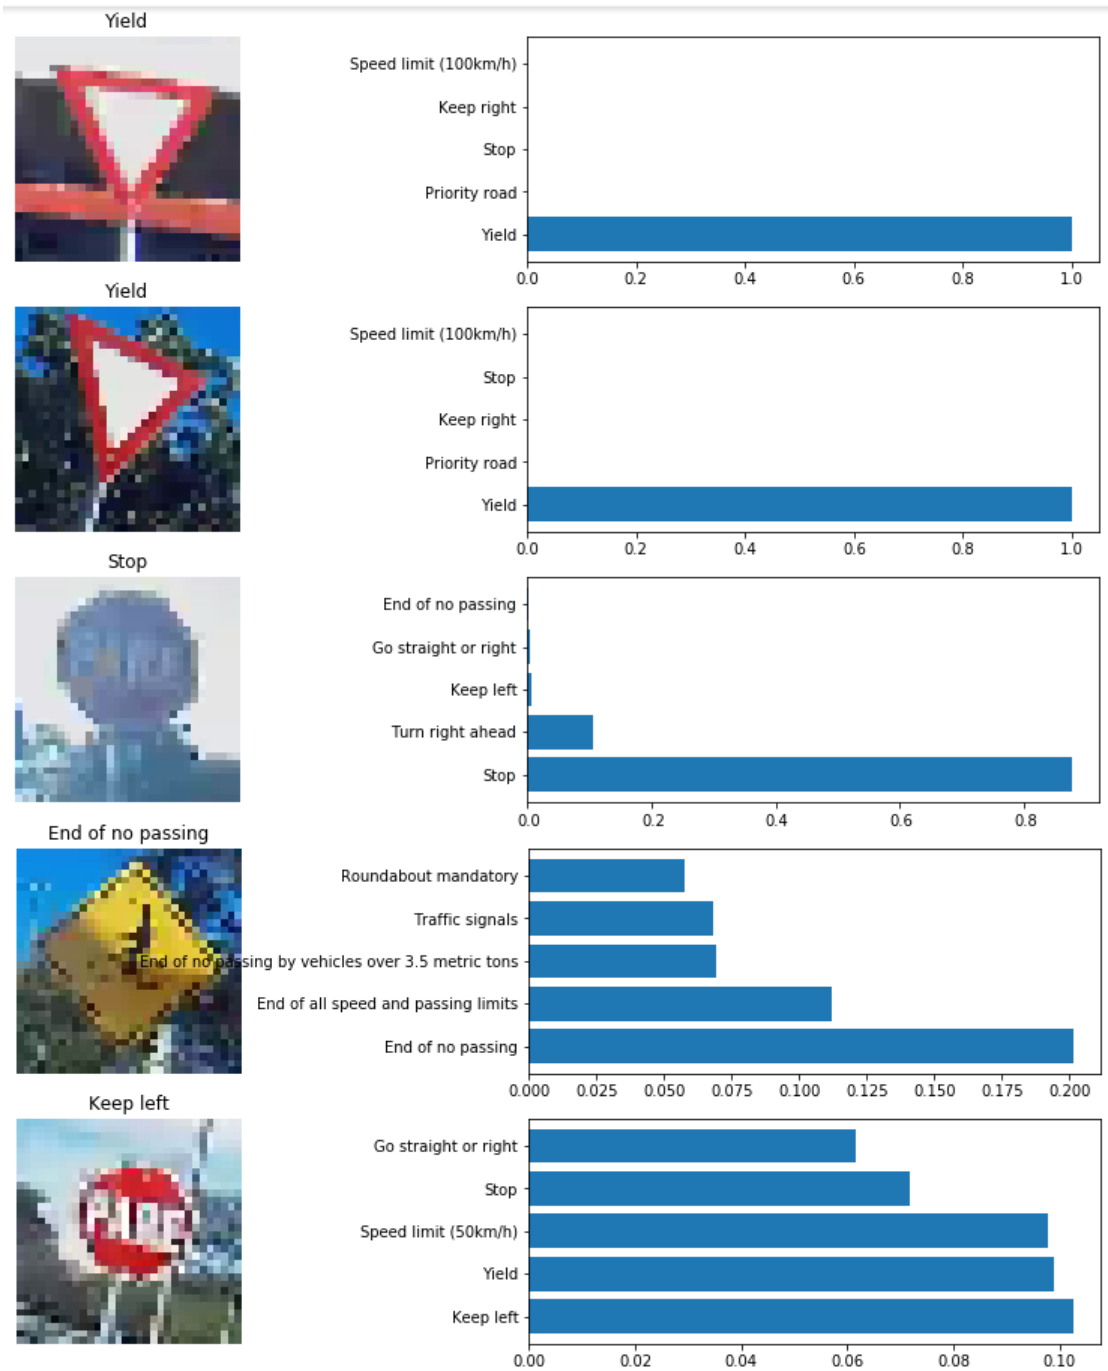 Yield
Speed limit (100km/h)
Keep right
Stop
Priority road
Yield
0.0 0.2 0.4 0.6 0.8 1.0
Yield
Speed limit (100km/h)
Stop
Keep right
Priority road
Yield
0.0 0.2 0.4 0.6 0.8 1.0
Stop
End of no passing
Go straight or right
Keep left
Turn right ahead
Stop
0.0 0.2 0.4 0.6 0.8
End of no passing
Roundabout mandatory
Traffic signals
End of no passing by vehicles over 3.5 metric tons
End of all speed and passing limits
End of no passing
0.000 0.025 0.050 0.075 0.100 0.125 0.150 0.175 0.200
Keep left
Go straight or right
Stop
Speed limit (50km/h)
Yield
Keep left
STOP
0.00 0.02 0.04 0.06 0.08 0.10